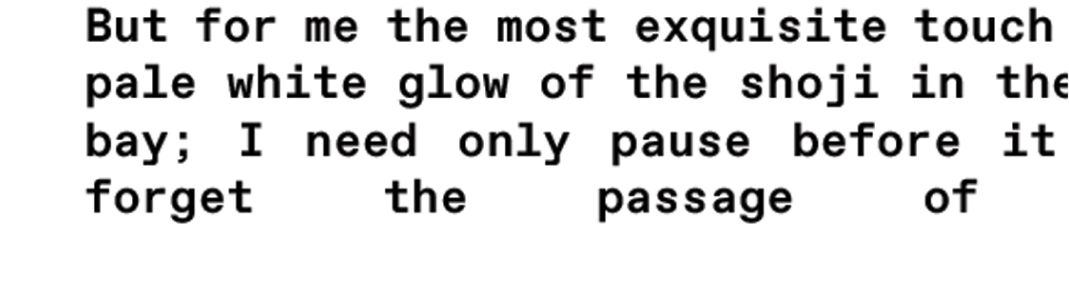 But for me the most exquisite touch
pale white glow of the shoji in the
bay; I need only pause before it
forget the passage of